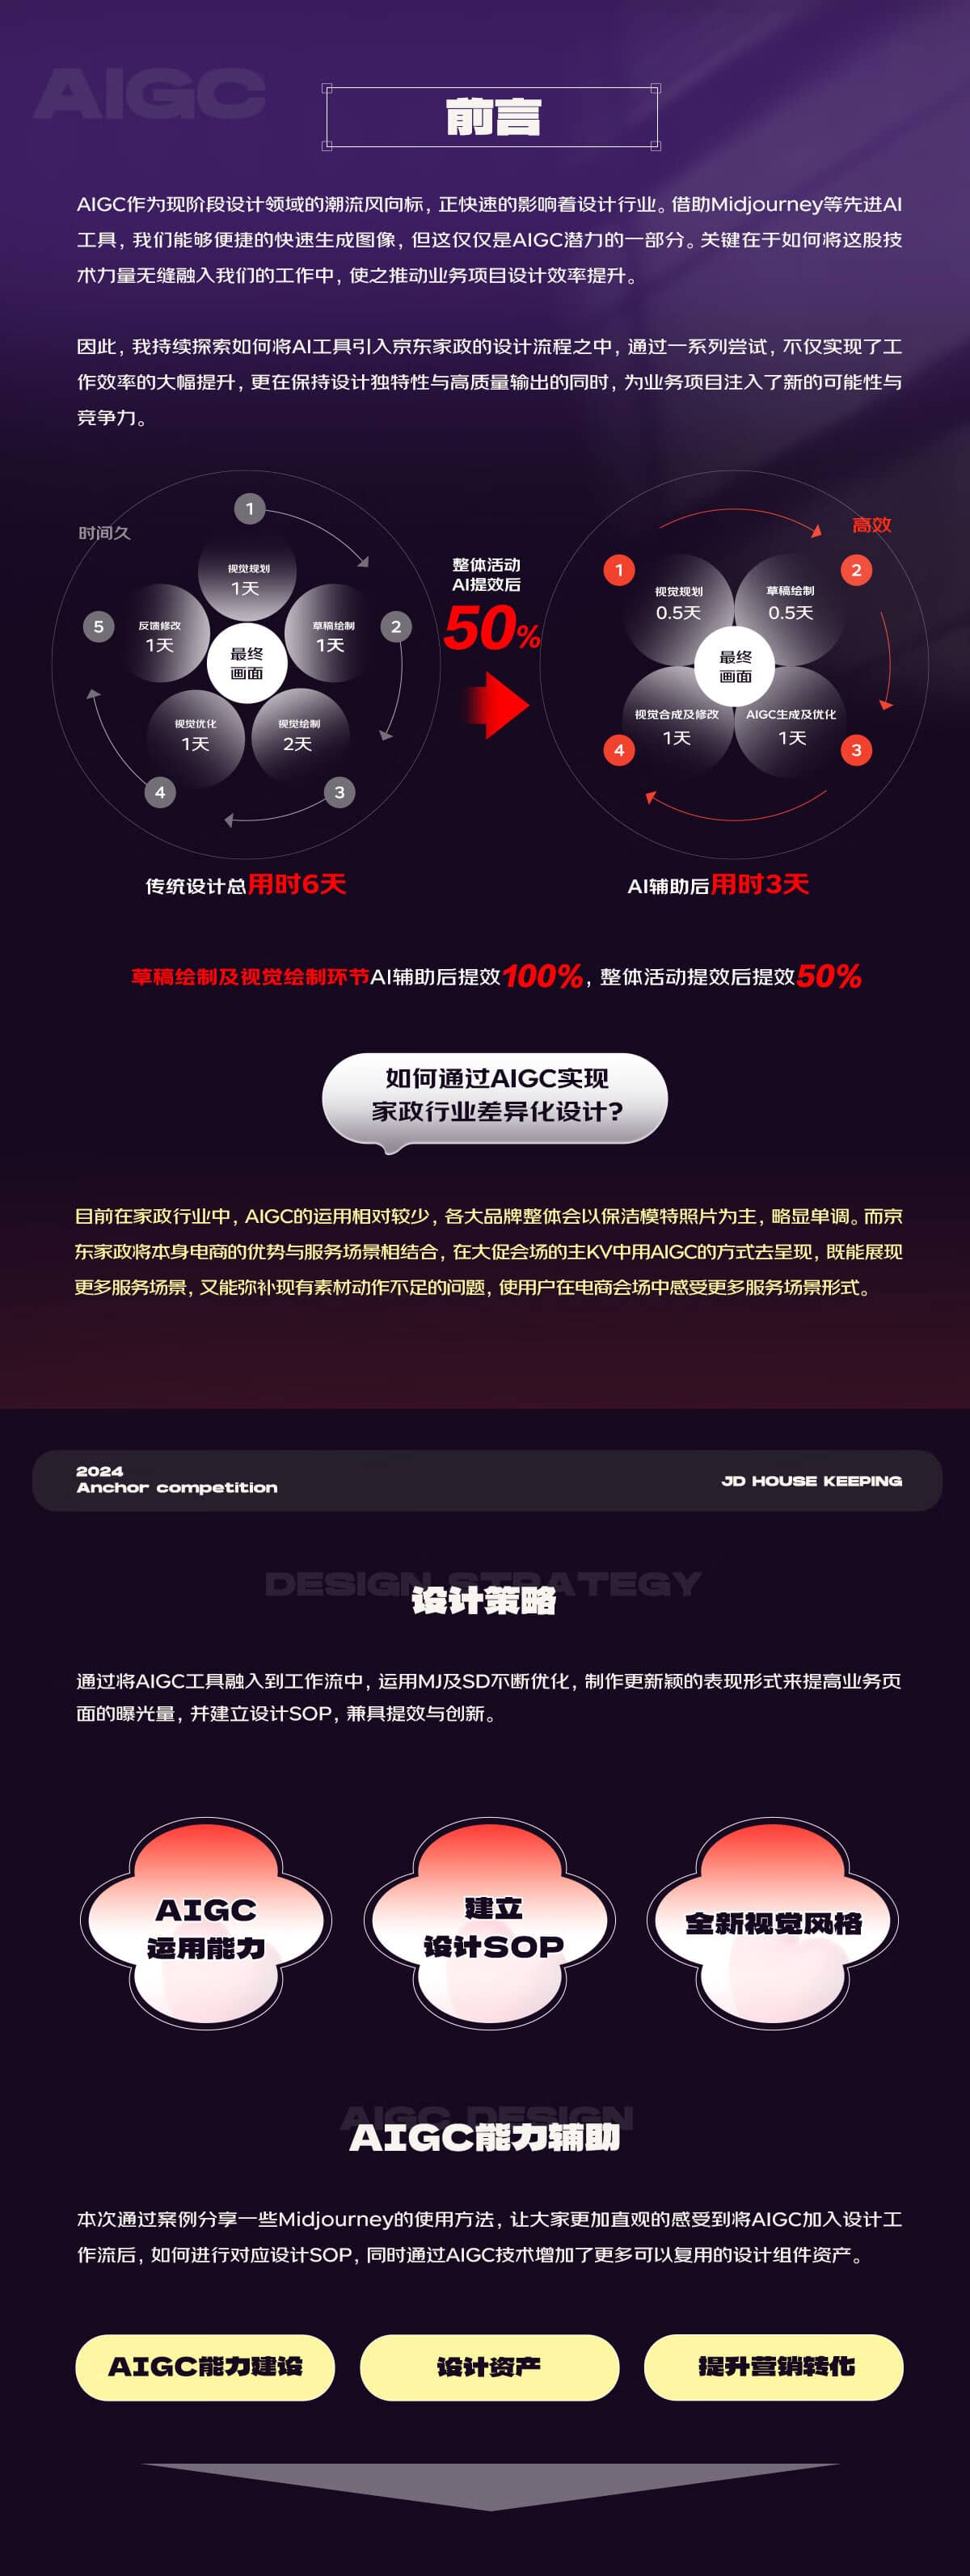 AIGC
前言
AIGC作为现阶段设计领域的潮流风向标，正快速的影响着设计行业。借助Midjourney等先进AI
工具，我们能够便捷的快速生成图像，但这仅仅是AIGC潜力的一部分。关键在于如何将这股技
术力量无缝融入我们的工作中，使之推动业务项目设计效率提升。
因此，我持续探索如何将AI工具引入京东家政的设计流程之中，通过一系列尝试，不仅实现了工
作效率的大幅提升，更在保持设计独特性与高质量输出的同时，为业务项目注入了新的可能性与
竞争力。
时间久
1
视觉规划
1天
2
草稿绘制
1天
3
视觉绘制
2天
4
视觉优化
1天
5
反馈修改
1天
最终
画面
传统设计总用时6天
整体活动
AI提效后
50%
高效
1
视觉规划
0.5天
2
草稿绘制
0.5天
3
AIGC生成及优化
1天
4
视觉合成及修改
1天
最终
画面
AI辅助后用时3天
草稿绘制及视觉绘制环节AI辅助后提效100%，整体活动提效后提效50%
如何通过AIGC实现
家政行业差异化设计?
目前在家政行业中，AIGC的运用相对较少，各大品牌整体会以保洁模特照片为主，略显单调。而京
东家政将本身电商的优势与服务场景相结合，在大促会场的主KV中用AIGC的方式去呈现，既能展现
更多服务场景，又能弥补现有素材动作不足的问题，使用户在电商会场中感受更多服务场景形式。
2024
Anchor competition
JD HOUSE KEEPING
DESIGN STRATEGY
设计策略
通过将AIGC工具融入到工作流中，运用MJ及SD不断优化，制作更新颖的表现形式来提高业务页
面的曝光量，并建立设计SOP，兼具提效与创新。
AIGC
运用能力
建立
设计SOP
全新视觉风格
AIGC DESIGN
AIGC能力辅助
本次通过案例分享一些Midjourney的使用方法，让大家更加直观的感受到将AIGC加入设计工
作流后，如何进行对应设计SOP，同时通过AIGC技术增加了更多可以复用的设计组件资产。
AIGC能力建设
设计资产
提升营销转化